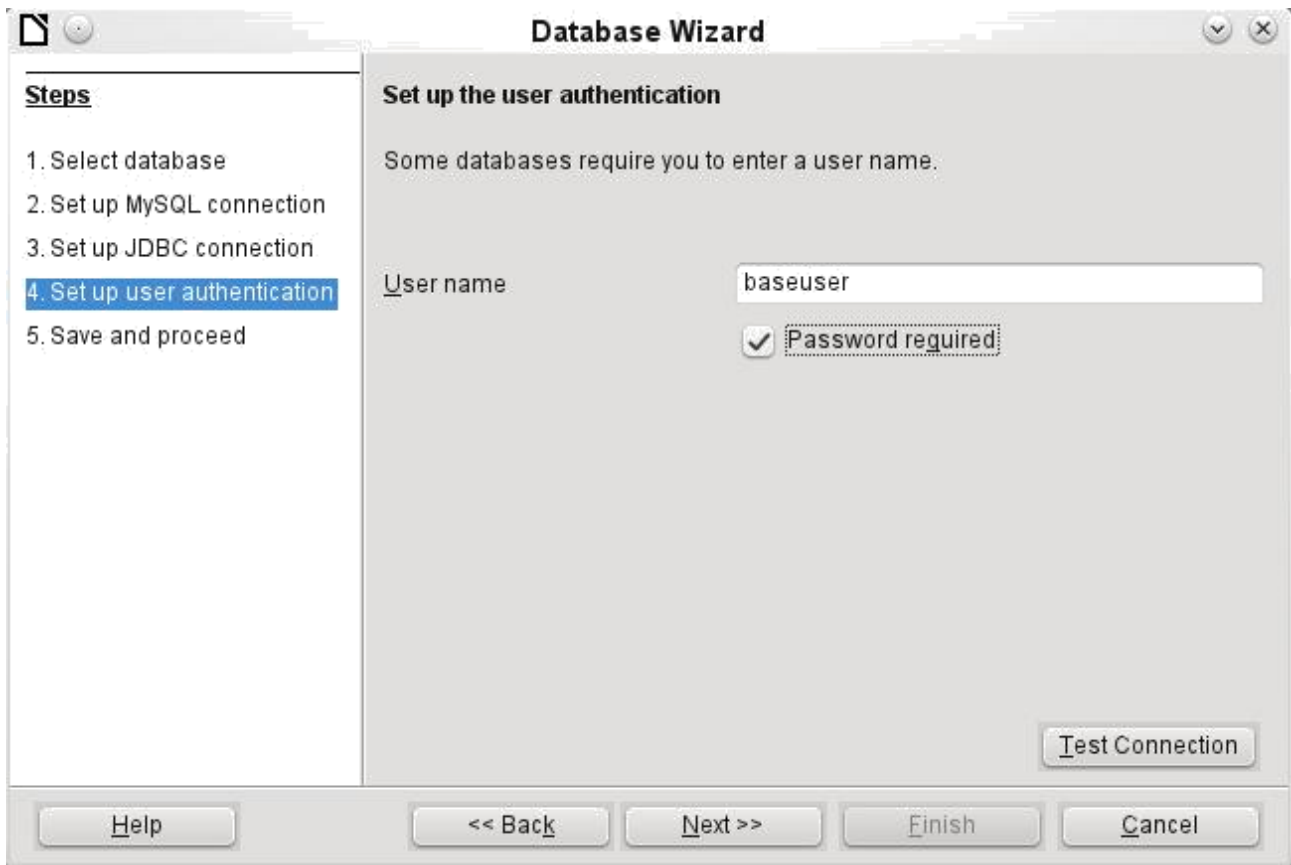 Database Wizard
Steps
1. Select database
2. Set up MySQL connection
3. Set up JDBC connection
4. Set up user authentication
5. Save and proceed
Set up the user authentication
Some databases require you to enter a user name.
User name
baseuser
Password required
Test Connection
Help
<< Back
Next >>
Finish
Cancel